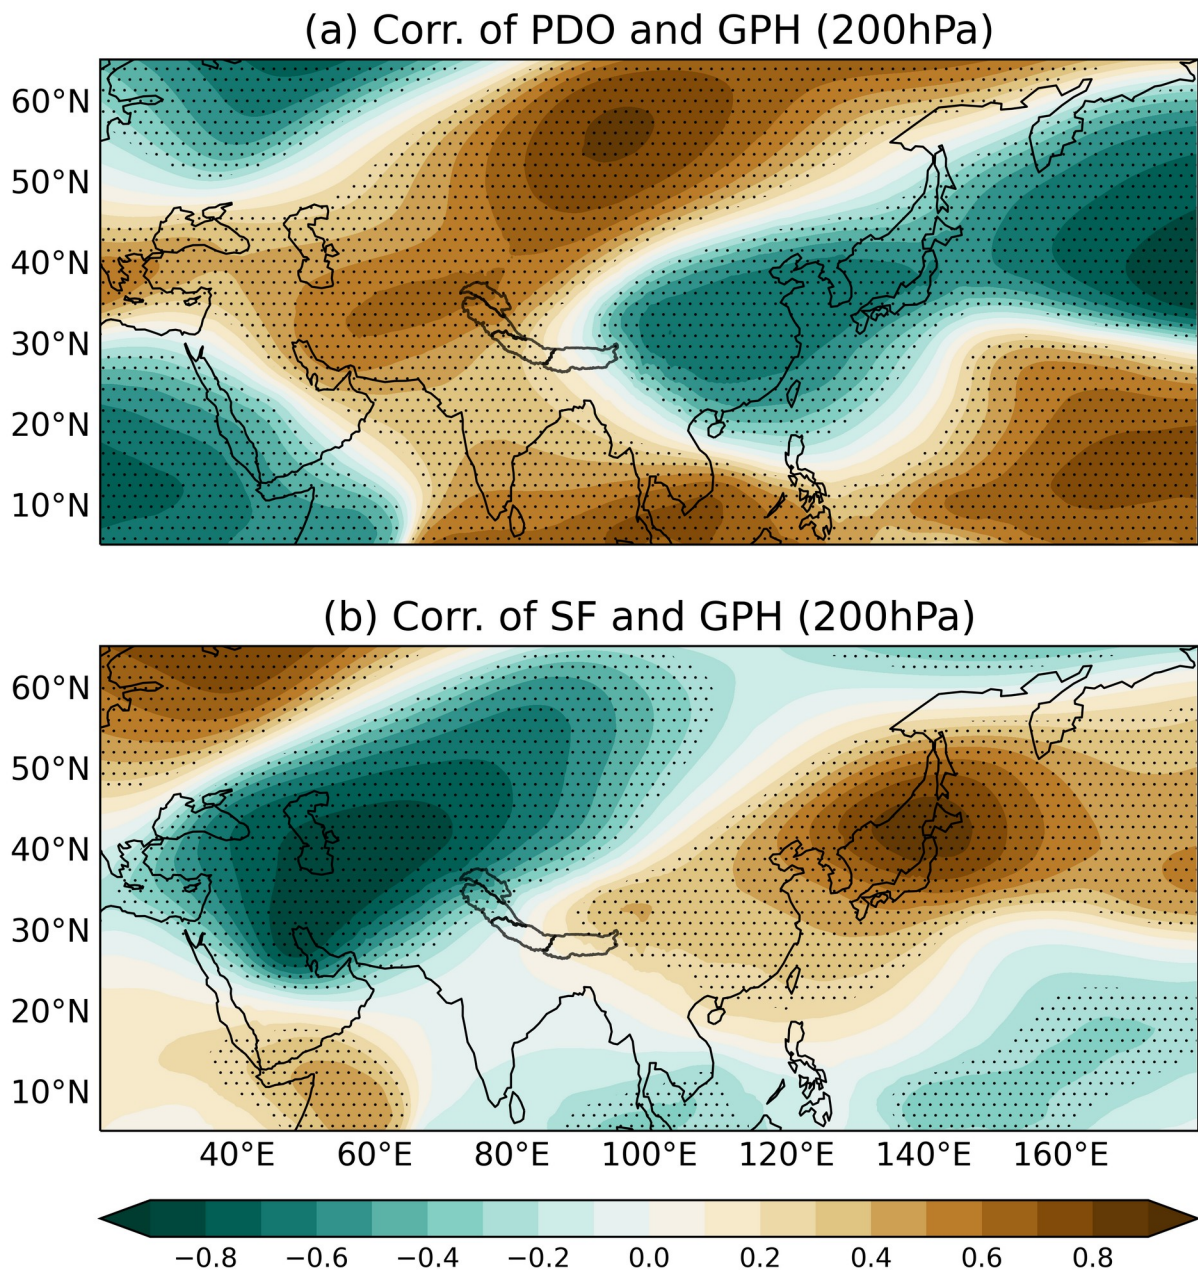 (a) Corr. of PDO and GPH (200hPa)
60°N
50°N
40°N
30°N
20°N
10°N
(b) Corr. of SF and GPH (200hPa)
60°N
50°N
40°N
30°N
20°N
10°N
40°E 60°E 80°E 100°E 120°E 140°E 160°E
−0.8 −0.6 −0.4 −0.2 0.0 0.2 0.4 0.6 0.8